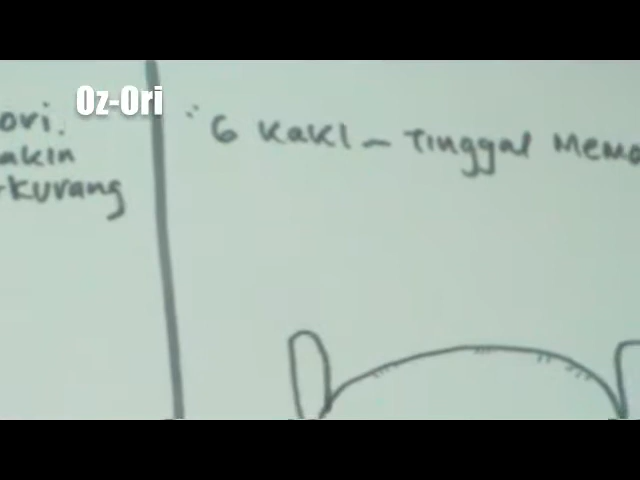 Oz-Ori
ori.
akin
kurang
6 KaKI - Tinggal Memo